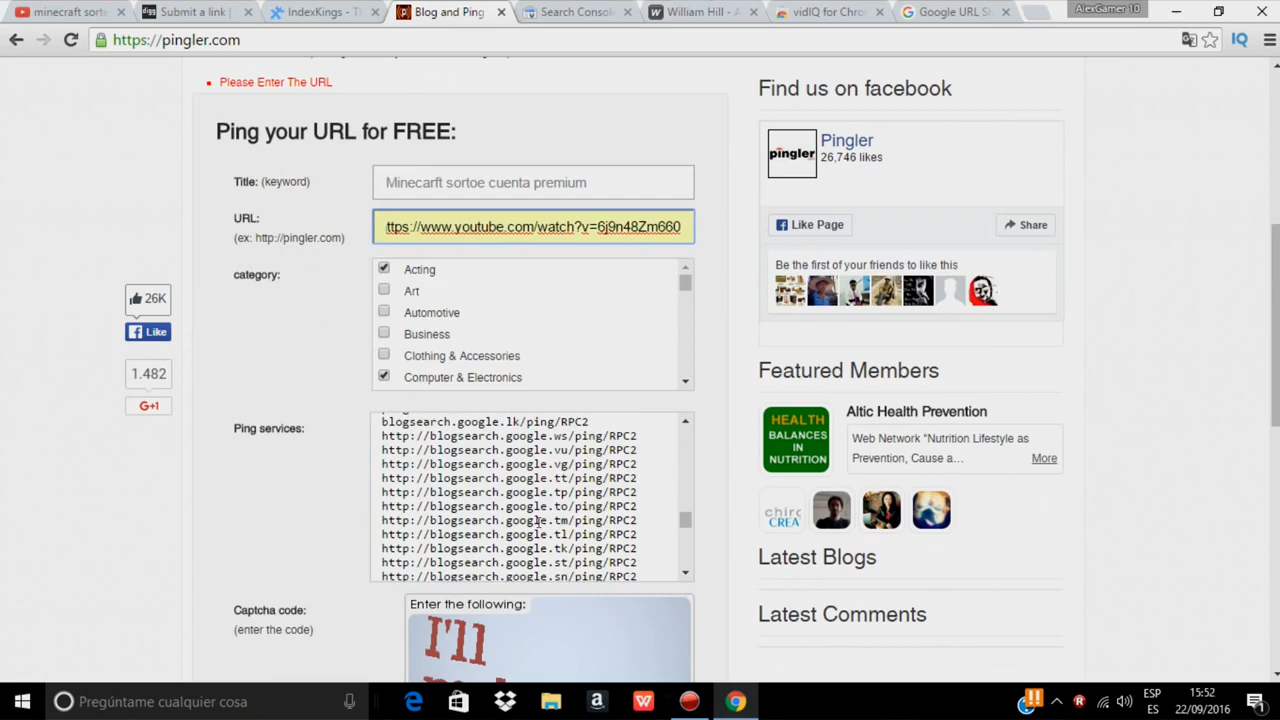 minecraft sorte
Submit a link |
IndexKings - Th
Blog and Ping
Search Console
William Hill - A
vidIQ for Chro
Google URL Sh
AlexGamer 10
https://pingler.com
Please Enter The URL
Ping your URL for FREE:
Title: (keyword)
Minecarft sortoe cuenta premium
URL:
(ex: http://pingler.com)
ttps://www.youtube.com/watch?v=6j9n48Zm660
category:
Acting
Art
Automotive
Business
Clothing & Accessories
Computer & Electronics
Ping services:
blogsearch.google.lk/ping/RPC2
http://blogsearch.google.ws/ping/RPC2
http://blogsearch.google.vu/ping/RPC2
http://blogsearch.google.vg/ping/RPC2
http://blogsearch.google.tt/ping/RPC2
http://blogsearch.google.tp/ping/RPC2
http://blogsearch.google.to/ping/RPC2
http://blogsearch.google.tm/ping/RPC2
http://blogsearch.google.tl/ping/RPC2
http://blogsearch.google.tk/ping/RPC2
http://blogsearch.google.st/ping/RPC2
http://blogsearch.google.sn/ping/RPC2
Captcha code:
(enter the code)
Enter the following:
I'll
26K
Like
1.482
G+1
Find us on facebook
pingler
Pingler
26,746 likes
Like Page
Share
Be the first of your friends to like this
Featured Members
HEALTH
BALANCES
IN
NUTRITION
Altic Health Prevention
Web Network "Nutrition Lifestyle as
Prevention, Cause a...
More
chiro
CREA
Latest Blogs
Latest Comments
Pregúntame cualquier cosa
ESP
ES
15:52
22/09/2016